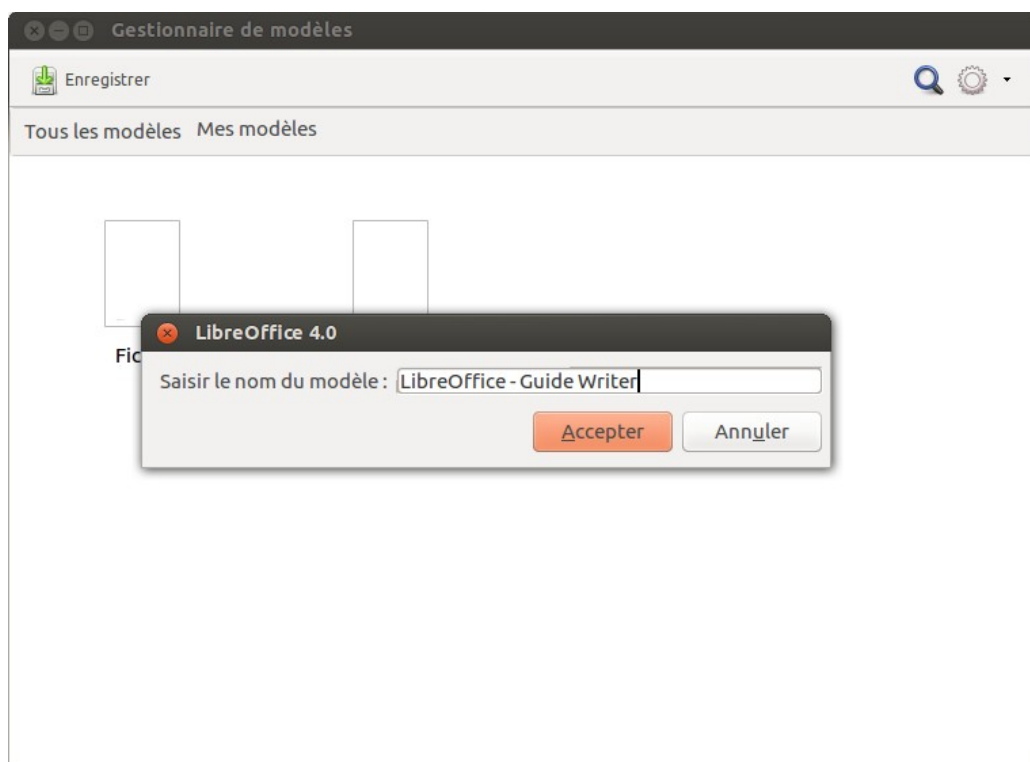 Gestionnaire de modèles
Enregistrer
Tous les modèles Mes modèles
LibreOffice 4.0
Fic
Saisir le nom du modèle : LibreOffice - Guide Writer
Accepter Annuler